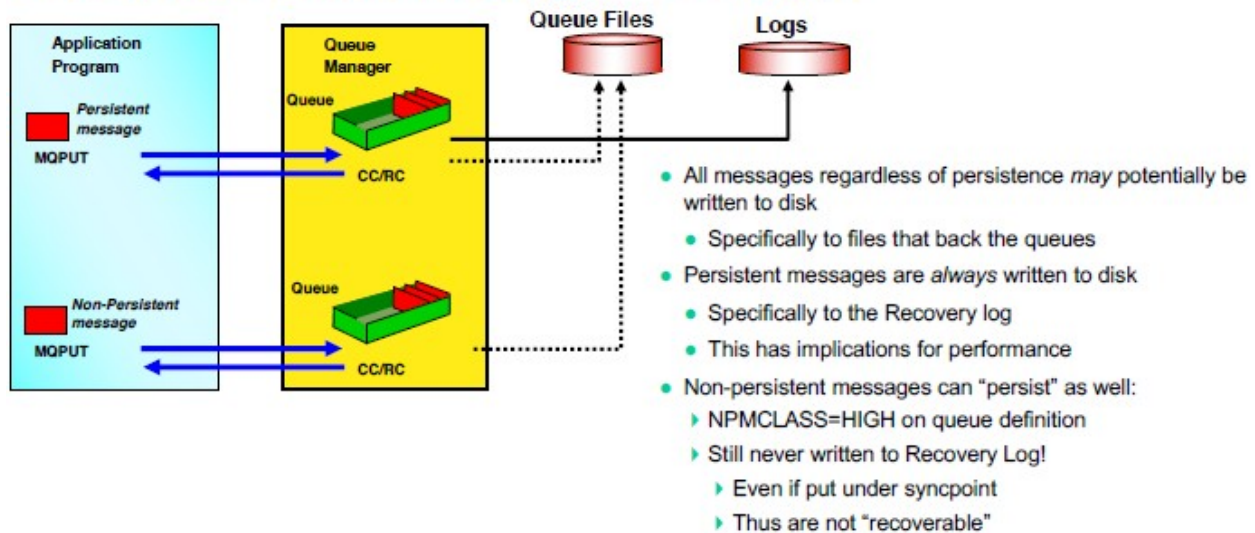 Application
Program
Persistent
message
MQPUT
Non-Persistent
message
MQPUT
Queue
Manager
Queue
CC/RC
Queue
CC/RC
Queue Files
Logs
● All messages regardless of persistence may potentially be
written to disk
● Specifically to files that back the queues
● Persistent messages are always written to disk
● Specifically to the Recovery log
● This has implications for performance
● Non-persistent messages can “persist” as well:
NPMCLASS=HIGH on queue definition
Still never written to Recovery Log!
Even if put under syncpoint
Thus are not “recoverable”